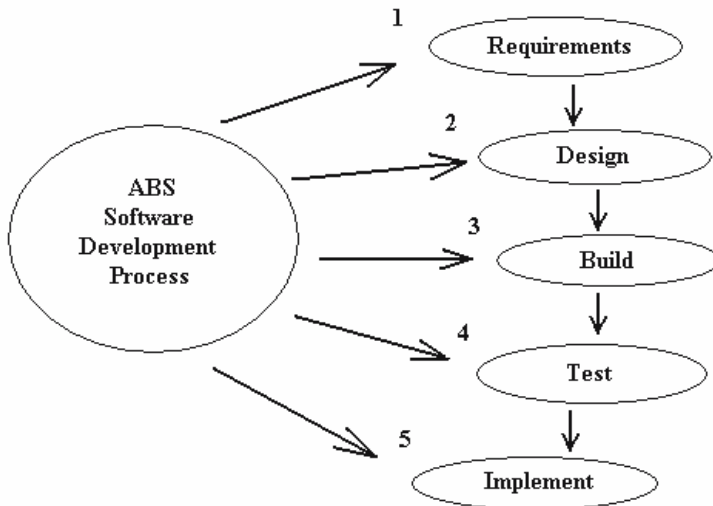 1
Requirements
2
Design
ABS
Software
Development
Process
3
Build
4
Test
5
Implement